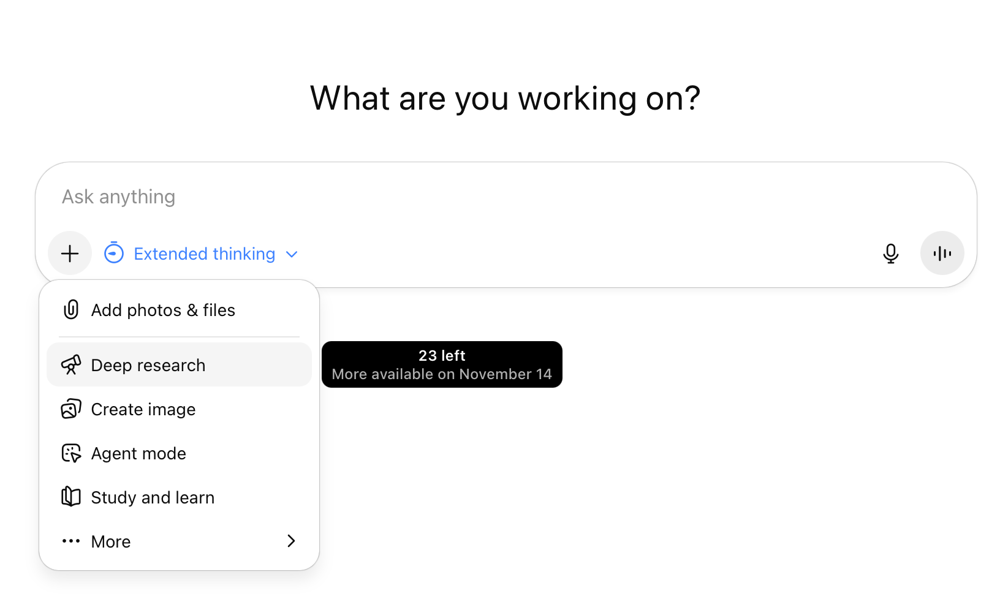 What are you working on?
Ask anything
Extended thinking
Add photos & files
Deep research
23 left
More available on November 14
Create image
Agent mode
Study and learn
More